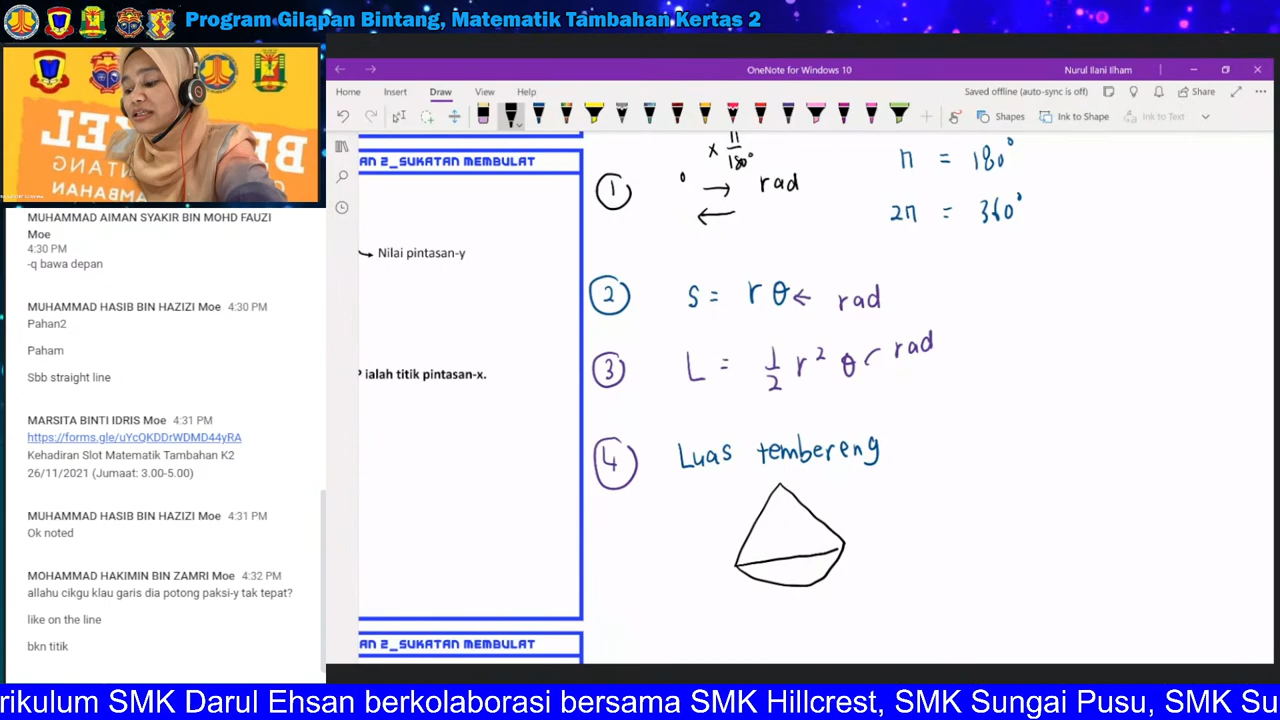 Program Gilapan Bintang, Matematik Tambahan Kertas 2
MUHAMMAD AIMAN SYAKIR BIN MOHD FAUZI
Moe
4:30 PM
-q bawa depan
MUHAMMAD HASIB BIN HAZIZI Moe 4:30 PM
Pahan2
Paham
Sbb straight line
MARSITA BINTI IDRIS Moe 4:31 PM
https://forms.gle/uYcQKDDrWDMD44yRA
Kehadiran Slot Matematik Tambahan K2
26/11/2021 (Jumaat: 3.00-5.00)
MUHAMMAD HASIB BIN HAZIZI Moe 4:31 PM
Ok noted
MOHAMMAD HAKIMIN BIN ZAMRI Moe 4:32 PM
allahu cikgu klau garis dia potong paksi-y tak tepat?
like on the line
bkn titik
OneNote for Windows 10
Nurul Ilani Ilham
Home Insert Draw View Help
Saved offline (auto-sync is off)
Share
Shapes
Ink to Shape
Ink to Text
AN 2_SUKATAN MEMBULAT
Nilai pintasan-y
P ialah titik pintasan-x.
AN 2_SUKATAN MEMBULAT
× π/180°
① ° → rad
←
π = 180°
2π = 360°
② s = rθ ← rad
③ L = 1/2 r² θ rad
④ Luas tembereng
rikulum SMK Darul Ehsan berkolaborasi bersama SMK Hillcrest, SMK Sungai Pusu, SMK Su